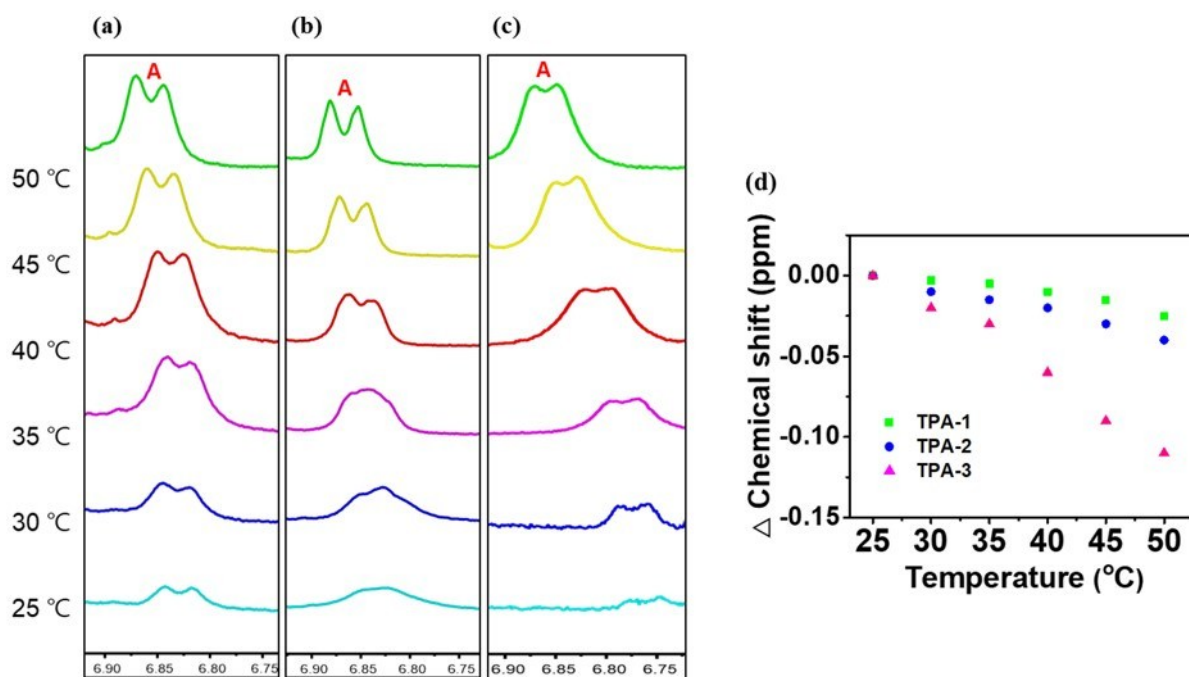 (a)
(b)
(c)
A
A
A
50 ℃
45 ℃
40 ℃
35 ℃
30 ℃
25 ℃
6.90 6.85 6.80 6.75
6.90 6.85 6.80 6.75
6.90 6.85 6.80 6.75
(d)
△ Chemical shift (ppm)
0.00
-0.05
-0.10
-0.15
TPA-1
TPA-2
TPA-3
25 30 35 40 45 50
Temperature (°C)